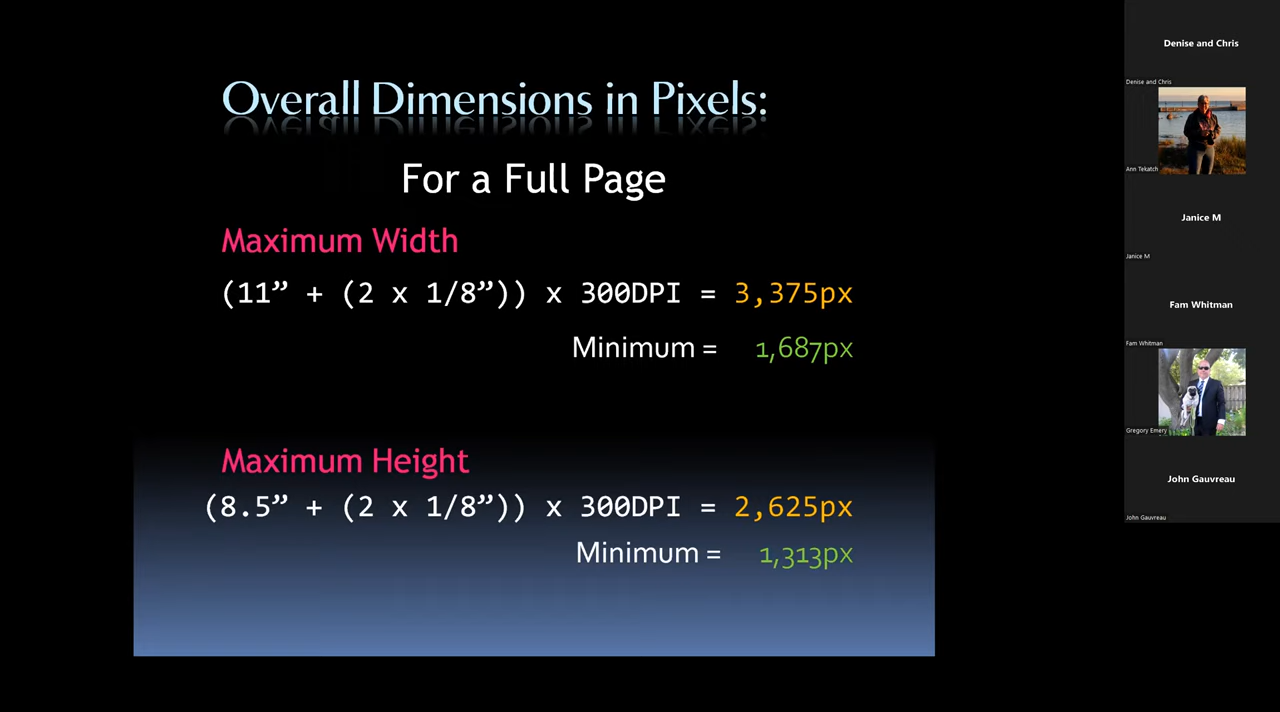 Overall Dimensions in Pixels:
For a Full Page
Maximum Width
(11” + (2 x 1/8”)) x 300DPI = 3,375px
Minimum = 1,687px
Maximum Height
(8.5” + (2 x 1/8”)) x 300DPI = 2,625px
Minimum = 1,313px
Denise and Chris
Denise and Chris
Ann Tekatch
Janice M
Janice M
Fam Whitman
Fam Whitman
Gregory Emery
John Gauvreau
John Gauvreau